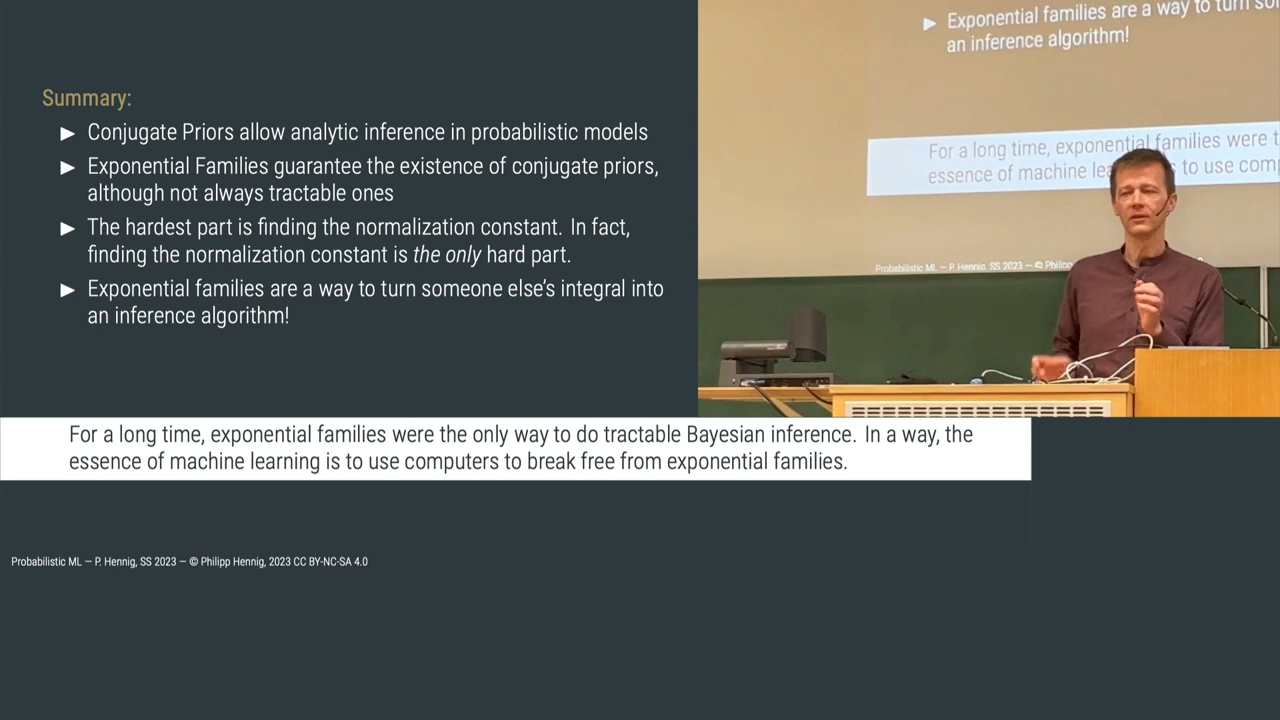 Summary:
▶ Conjugate Priors allow analytic inference in probabilistic models
▶ Exponential Families guarantee the existence of conjugate priors,
although not always tractable ones
▶ The hardest part is finding the normalization constant. In fact,
finding the normalization constant is the only hard part.
▶ Exponential families are a way to turn someone else's integral into
an inference algorithm!
For a long time, exponential families were the only way to do tractable Bayesian inference. In a way, the
essence of machine learning is to use computers to break free from exponential families.
Probabilistic ML — P. Hennig, SS 2023 — © Philipp Hennig, 2023 CC BY-NC-SA 4.0
▶ Exponential families are a way to turn
an inference algorithm!
For a long time, exponential families were
essence of machine to use
Probabilistic ML — P. Hennig, SS 2023 — © Philipp